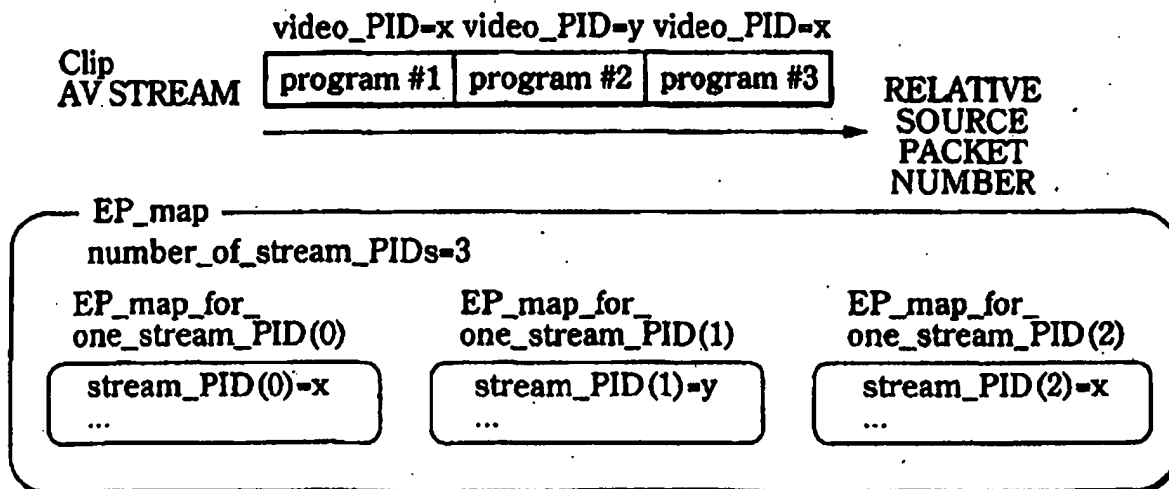 video_PID=x video_PID=y video_PID=x
Clip
AV STREAM
program #1 program #2 program #3
RELATIVE
SOURCE
PACKET
NUMBER
EP_map
number_of_stream_PIDs=3
EP_map_for_
one_stream_PID(0)
stream_PID(0)=x
...
EP_map_for_
one_stream_PID(1)
stream_PID(1)=y
...
EP_map_for_
one_stream_PID(2)
stream_PID(2)=x
...